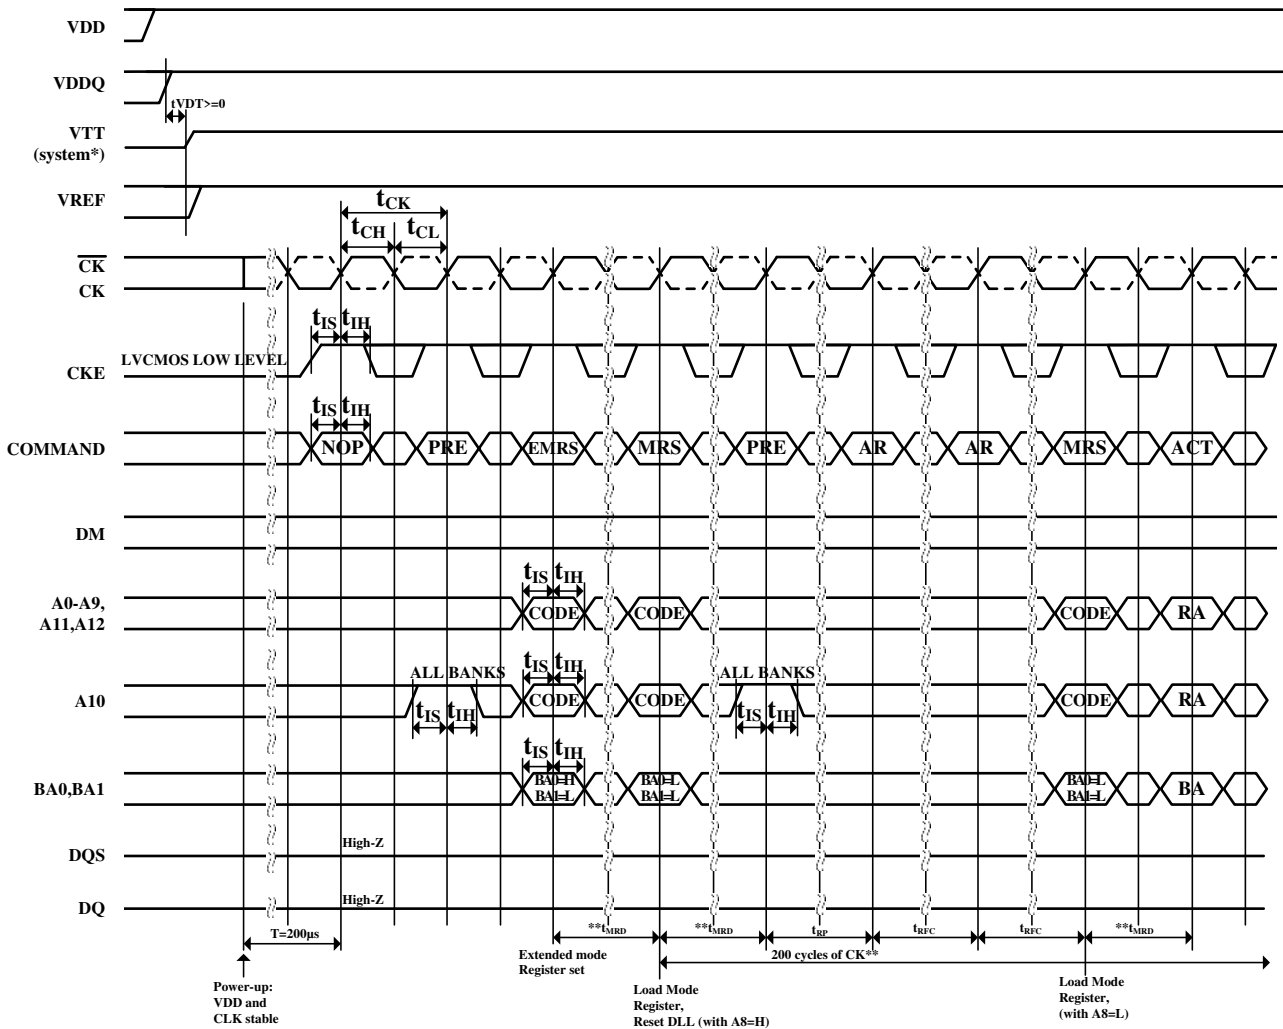 VDD
VDDQ
tVDT>=0
VTT
(system*)
VREF
tCK
tCH
tCL
CK
CK
tIS
tIH
LVCMOS LOW LEVEL
CKE
tIS
tIH
COMMAND
NOP
PRE
EMRS
MRS
PRE
AR
AR
MRS
ACT
DM
tIS
tIH
A0-A9,
A11,A12
CODE
CODE
CODE
RA
ALL BANKS
tIS
tIH
ALL BANKS
A10
CODE
CODE
CODE
RA
tIS
tIH
tIS
tIH
tIS
tIH
BA0,BA1
BA0=H
BA1=L
BA0=L
BA1=L
BA0=L
BA1=L
BA
DQS
High-Z
DQ
High-Z
T=200µs
**tMRD
**tMRD
tRP
tRFC
tRFC
**tMRD
Extended mode
Register set
200 cycles of CK**
Power-up:
VDD and
CLK stable
Load Mode
Register,
Reset DLL (with A8=H)
Load Mode
Register,
(with A8=L)